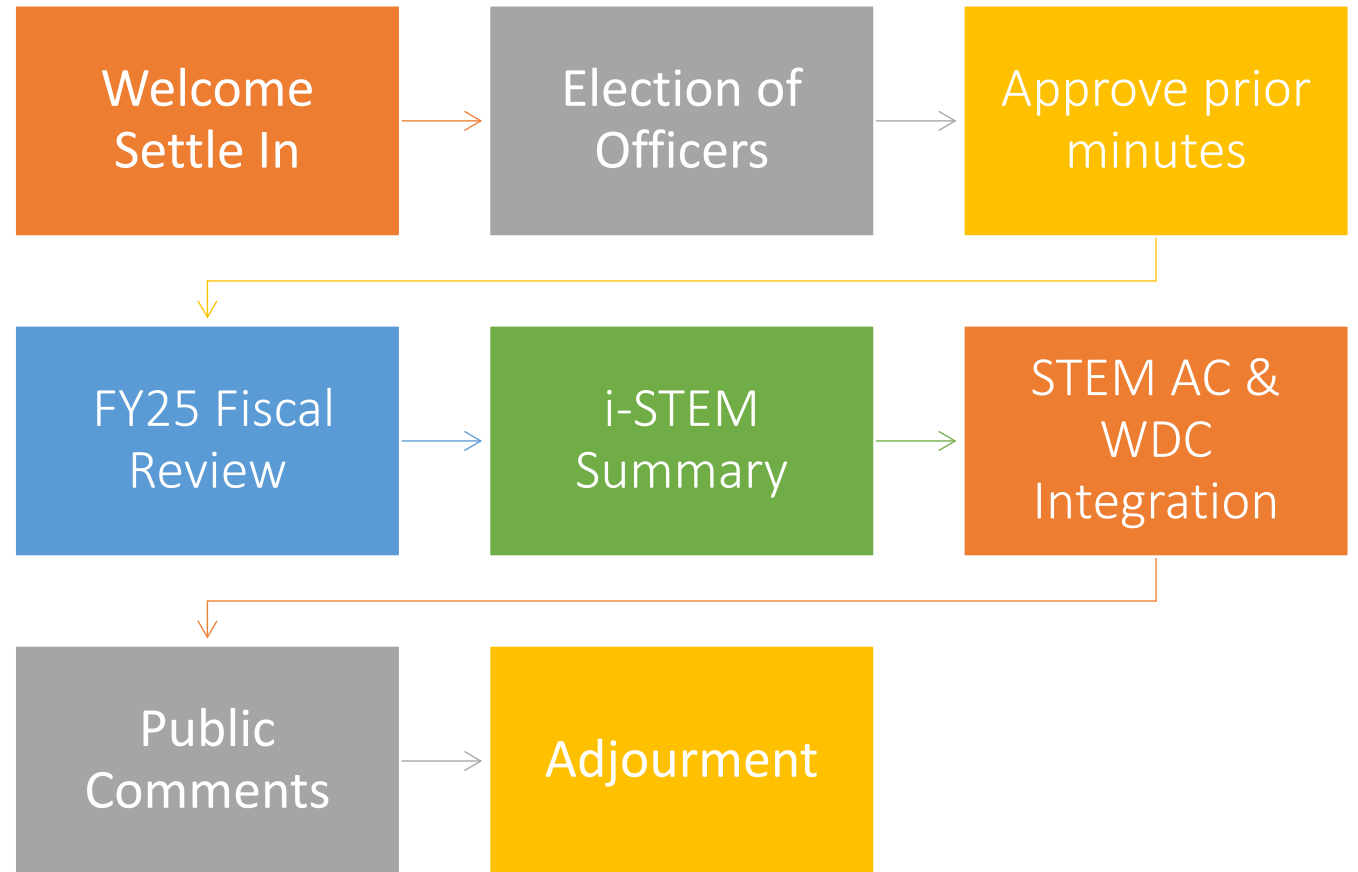 Welcome
Settle In
Election of
Officers
Approve prior
minutes
FY25 Fiscal
Review
i-STEM
Summary
STEM AC &
WDC
Integration
Public
Comments
Adjourment